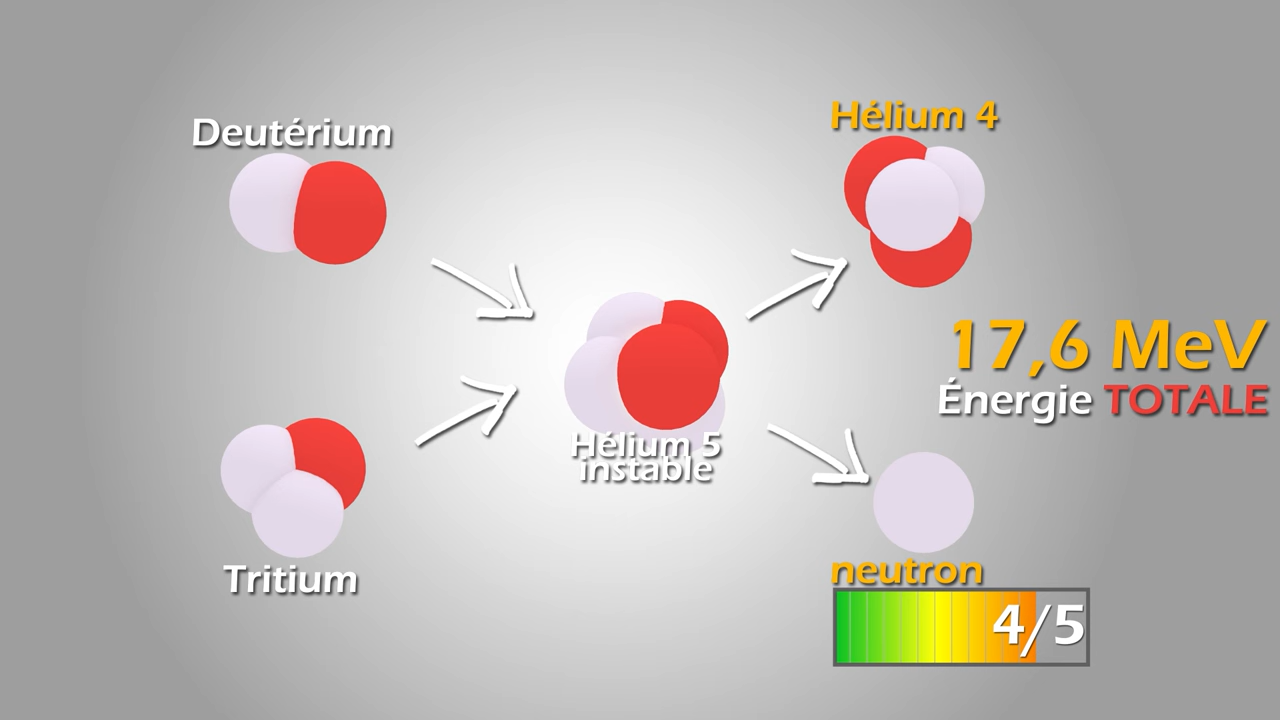 Deutérium
Tritium
Hélium 5
instable
Hélium 4
17,6 MeV
Énergie TOTALE
neutron
4/5